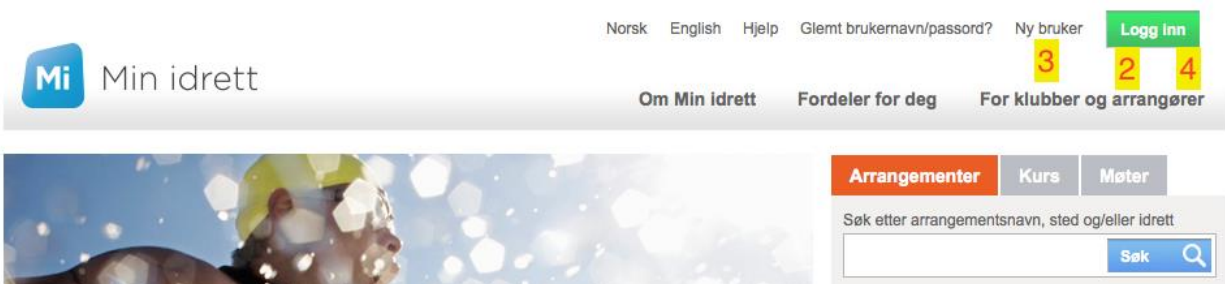 Norsk English Hjelp Glemt brukernavn/passord? Ny bruker Logg inn
3 2 4
Mi Min idrett
Om Min idrett Fordeler for deg For klubber og arrangører
Arrangementer Kurs Møter
Søk etter arrangementsnavn, sted og/eller idrett
Søk